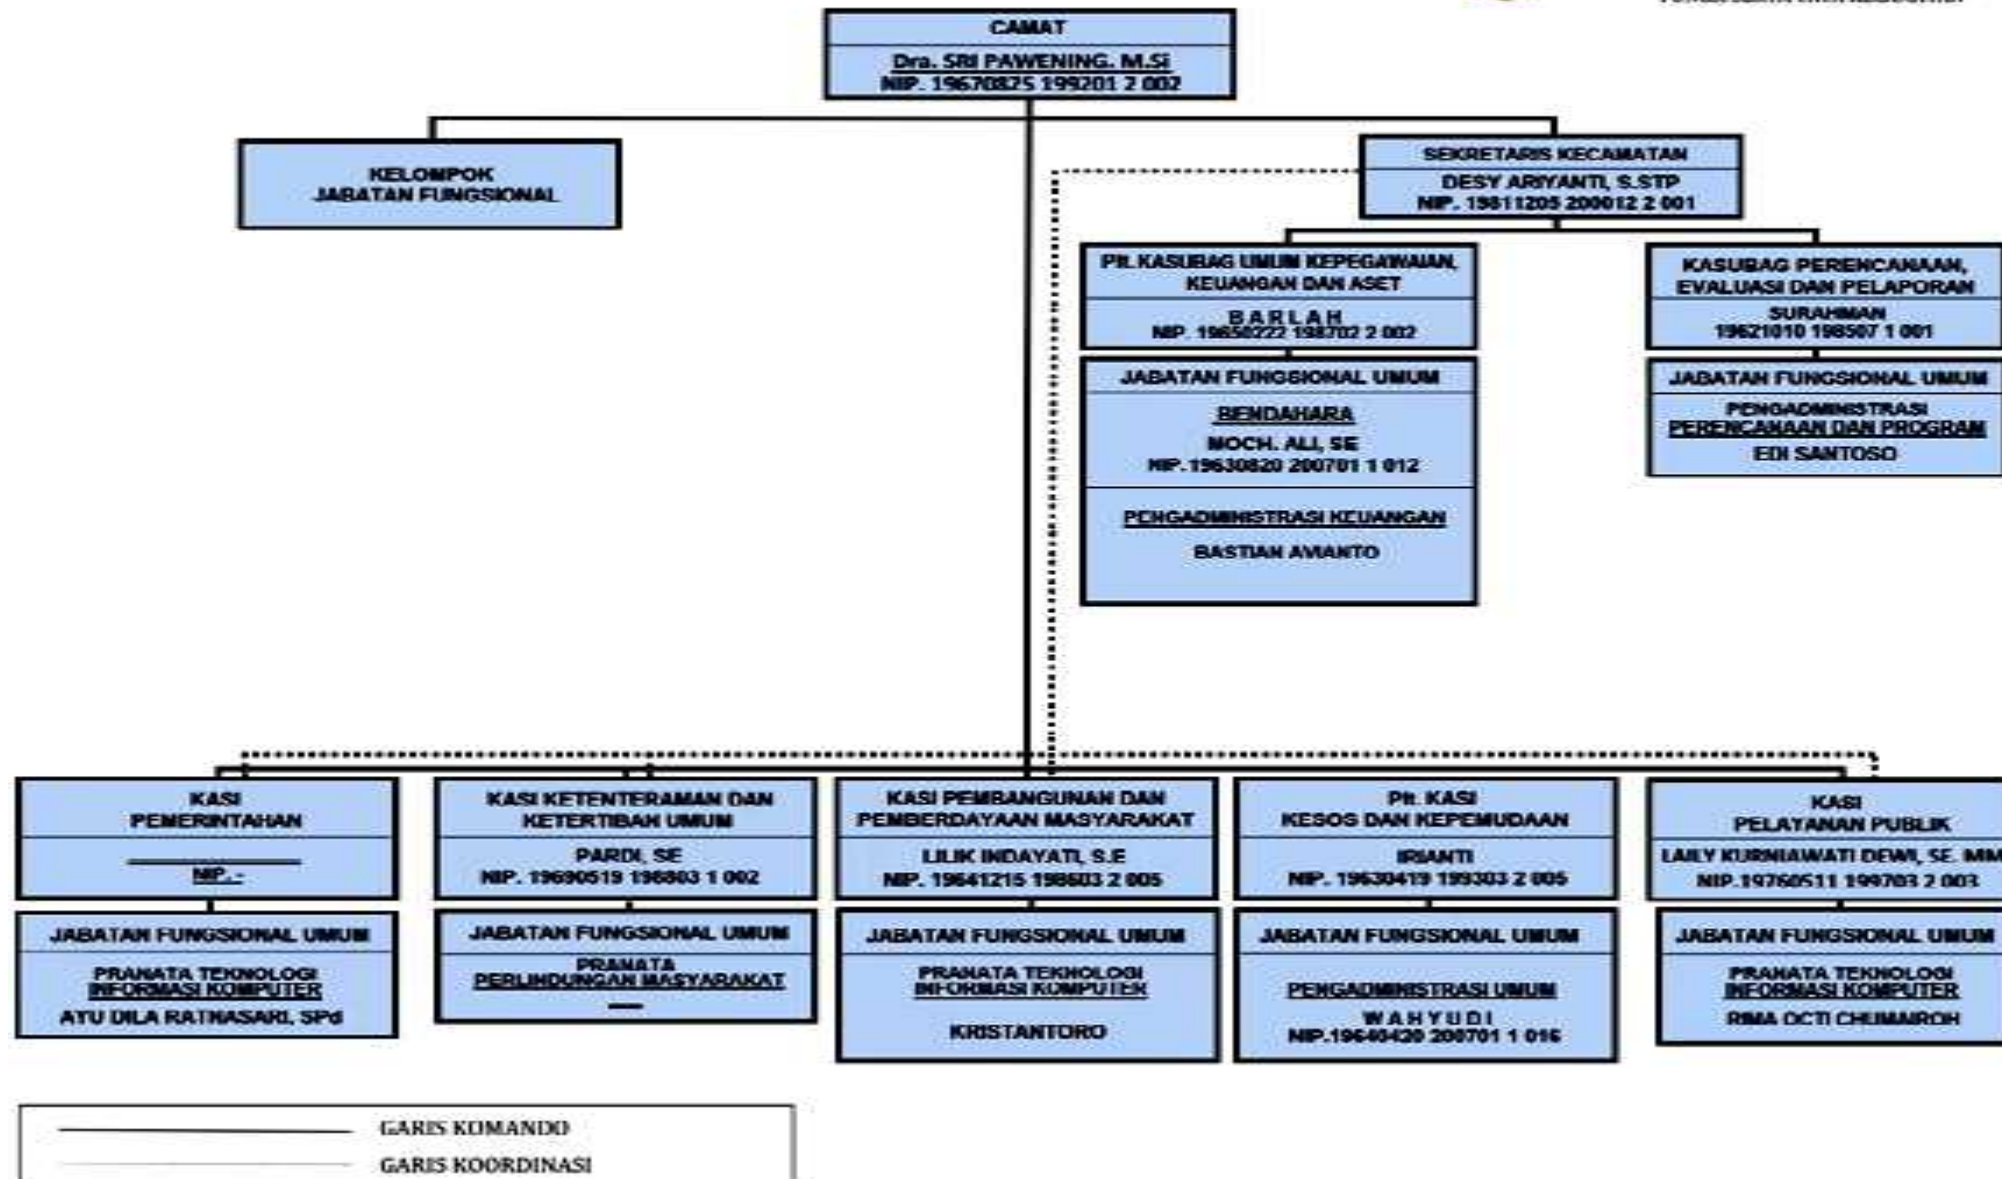 CAMAT
Dra. SRI PAWENING. M.Si
NIP. 19670825 199201 2 002
KELOMPOK
JABATAN FUNGSIONAL
SEKRETARIS KECAMATAN
DESY ARIYANTI, S.STP
NIP. 19811205 200012 2 001
Plt. KASUBAG UMUM KEPEGAWAIAN,
KEUANGAN DAN ASET
B A R L A H
NIP. 19650222 198702 2 002
KASUBAG PERENCANAAN,
EVALUASI DAN PELAPORAN
SURAHMAN
19621010 198507 1 001
JABATAN FUNGSIONAL UMUM
BENDAHARA
MOCH. ALI, SE
NIP. 19630820 200701 1 012
PENGADMINISTRASI KEUANGAN
BASTIAN AVIANTO
JABATAN FUNGSIONAL UMUM
PENGADMINISTRASI
PERENCANAAN DAN PROGRAM
EDI SANTOSO
KASI
PEMERINTAHAN
NIP. -
KASI KETENTERAMAN DAN
KETERTIBAN UMUM
PARDI, SE
NIP. 19690519 198803 1 002
KASI PEMBANGUNAN DAN
PEMBERDAYAAN MASYARAKAT
LILIK INDAYATI, S.E
NIP. 19641215 198603 2 005
Plt. KASI
KESOS DAN KEPEMUDAAN
IRIANTI
NIP. 19630419 199303 2 005
KASI
PELAYANAN PUBLIK
LAILY KURNIAWATI DEWI, SE. MM
NIP.19760511 199703 2 003
JABATAN FUNGSIONAL UMUM
PRANATA TEKNOLOGI
INFORMASI KOMPUTER
AYU DILA RATNASARI, SPd
JABATAN FUNGSIONAL UMUM
PRANATA
PERLINDUNGAN MASYARAKAT
JABATAN FUNGSIONAL UMUM
PRANATA TEKNOLOGI
INFORMASI KOMPUTER
KRISTANTORO
JABATAN FUNGSIONAL UMUM
PENGADMINISTRASI UMUM
W A H Y U D I
NIP.19640420 200701 1 016
JABATAN FUNGSIONAL UMUM
PRANATA TEKNOLOGI
INFORMASI KOMPUTER
RIMA OCTI CHUMAIROH
GARIS KOMANDO
GARIS KOORDINASI